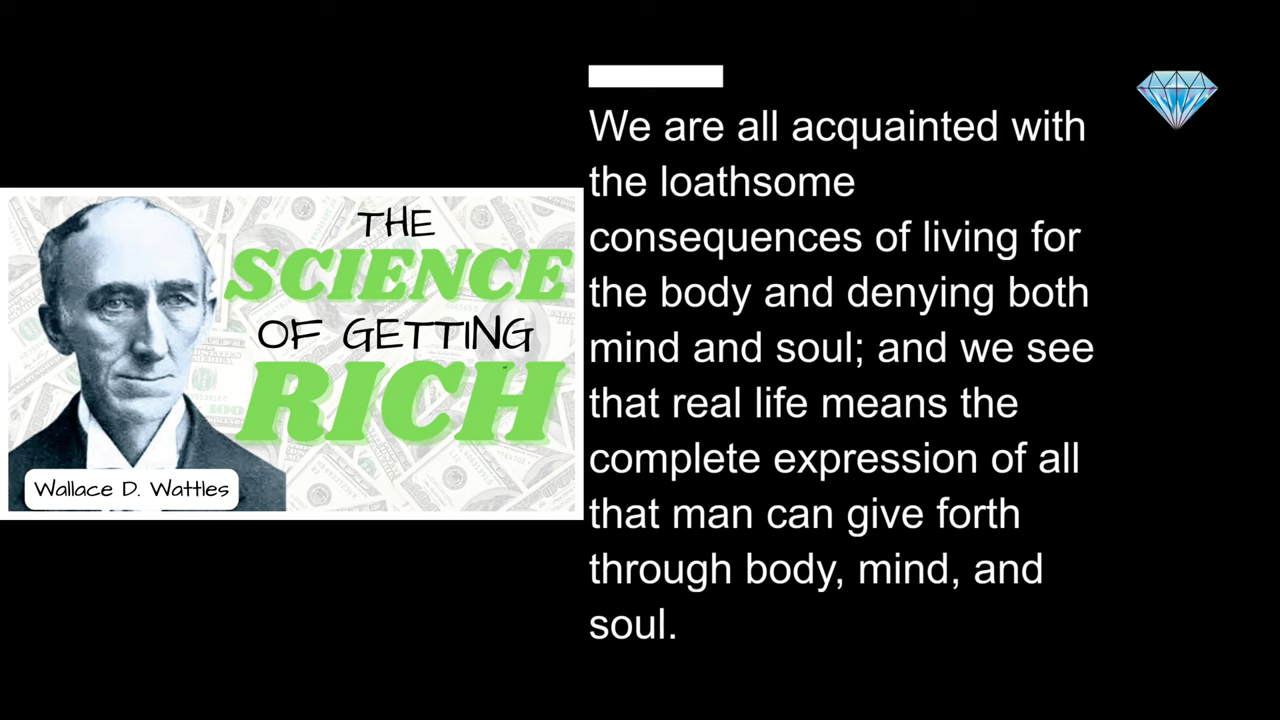 THE
SCIENCE
OF GETTING
RICH
Wallace D. Wattles
We are all acquainted with
the loathsome
consequences of living for
the body and denying both
mind and soul; and we see
that real life means the
complete expression of all
that man can give forth
through body, mind, and
soul.